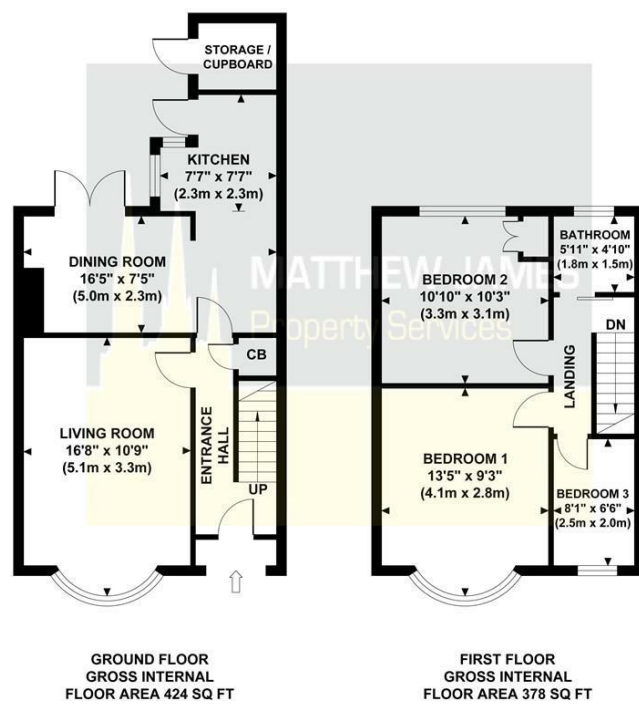 STORAGE /
CUPBOARD
KITCHEN
7'7" x 7'7"
(2.3m x 2.3m)
DINING ROOM
16'5" x 7'5"
(5.0m x 2.3m)
CB
LIVING ROOM
16'8" x 10'9"
(5.1m x 3.3m)
ENTRANCE
HALL
UP
BATHROOM
5'11" x 4'10"
(1.8m x 1.5m)
BEDROOM 2
10'10" x 10'3"
(3.3m x 3.1m)
DN
LANDING
BEDROOM 1
13'5" x 9'3"
(4.1m x 2.8m)
BEDROOM 3
8'1" x 6'6"
(2.5m x 2.0m)
MATTHEW JAMES
Property Services
GROUND FLOOR
GROSS INTERNAL
FLOOR AREA 424 SQ FT
FIRST FLOOR
GROSS INTERNAL
FLOOR AREA 378 SQ FT